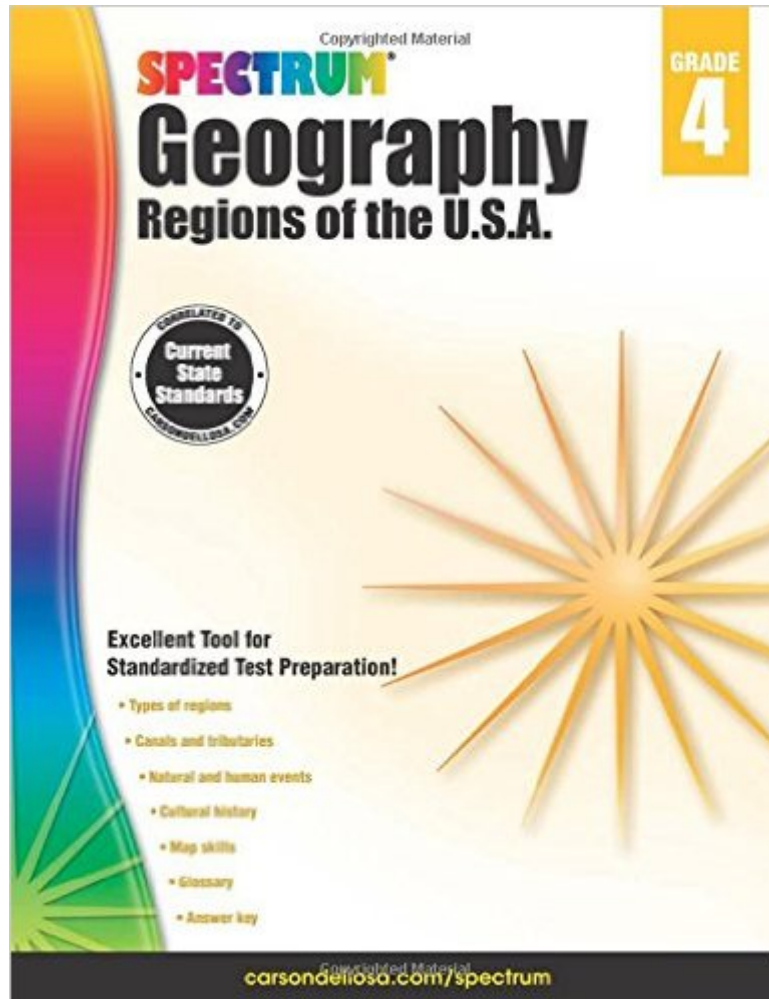 Copyrighted Material
SPECTRUM®
GRADE
4
Geography
Regions of the U.S.A.
CORRELATED TO
Current
State
Standards
CARSONDELLOSA.COM
Excellent Tool for
Standardized Test Preparation!
• Types of regions
• Canals and tributaries
• Natural and human events
• Cultural history
• Map skills
• Glossary
• Answer key
Copyrighted Material
carsondellosa.com/spectrum